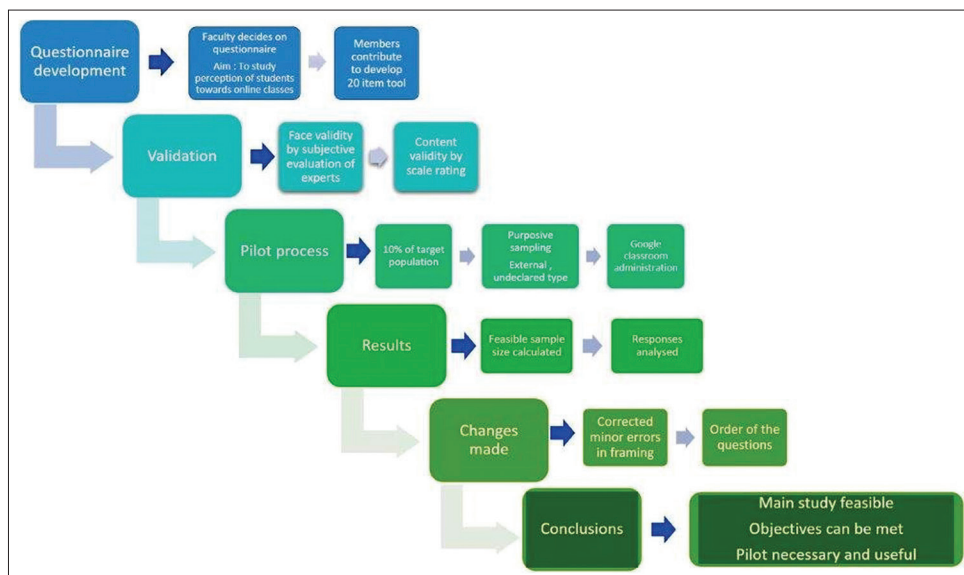 Questionnaire
development
Faculty decides on
questionnaire
Aim : To study
perception of students
towards online classes
Members
contribute
to develop
20 item tool
Validation
Face validity
by subjective
evaluation of
experts
Content
validity by
scale rating
Pilot process
10% of target
population
Purposive
sampling
External ,
undeclared type
Google
classroom
administration
Results
Feasible sample
size calculated
Responses
analysed
Changes
made
Corrected
minor errors
in framing
Order of the
questions
Conclusions
Main study feasible
Objectives can be met
Pilot necessary and useful